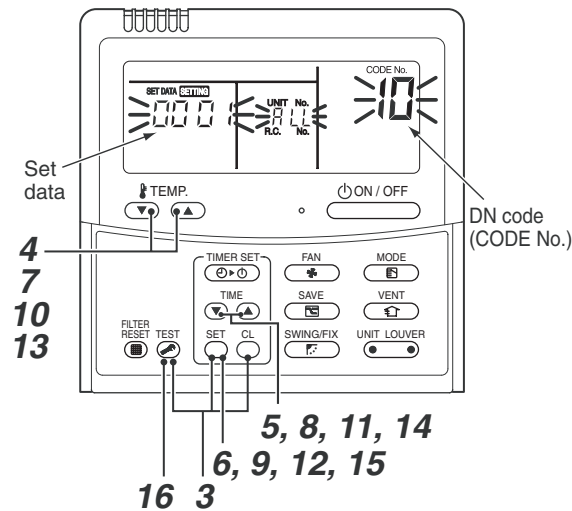 CODE No.
SET DATA SETTING
0001
UNIT No.
ALL
R.C. No.
10
Set
data
TEMP.
ON / OFF
DN code
(CODE No.)
4
7
10
13
TIMER SET
FAN
MODE
TIME
SAVE
VENT
FILTER
RESET TEST
SET CL
SWING/FIX
UNIT LOUVER
5, 8, 11, 14
6, 9, 12, 15
16 3